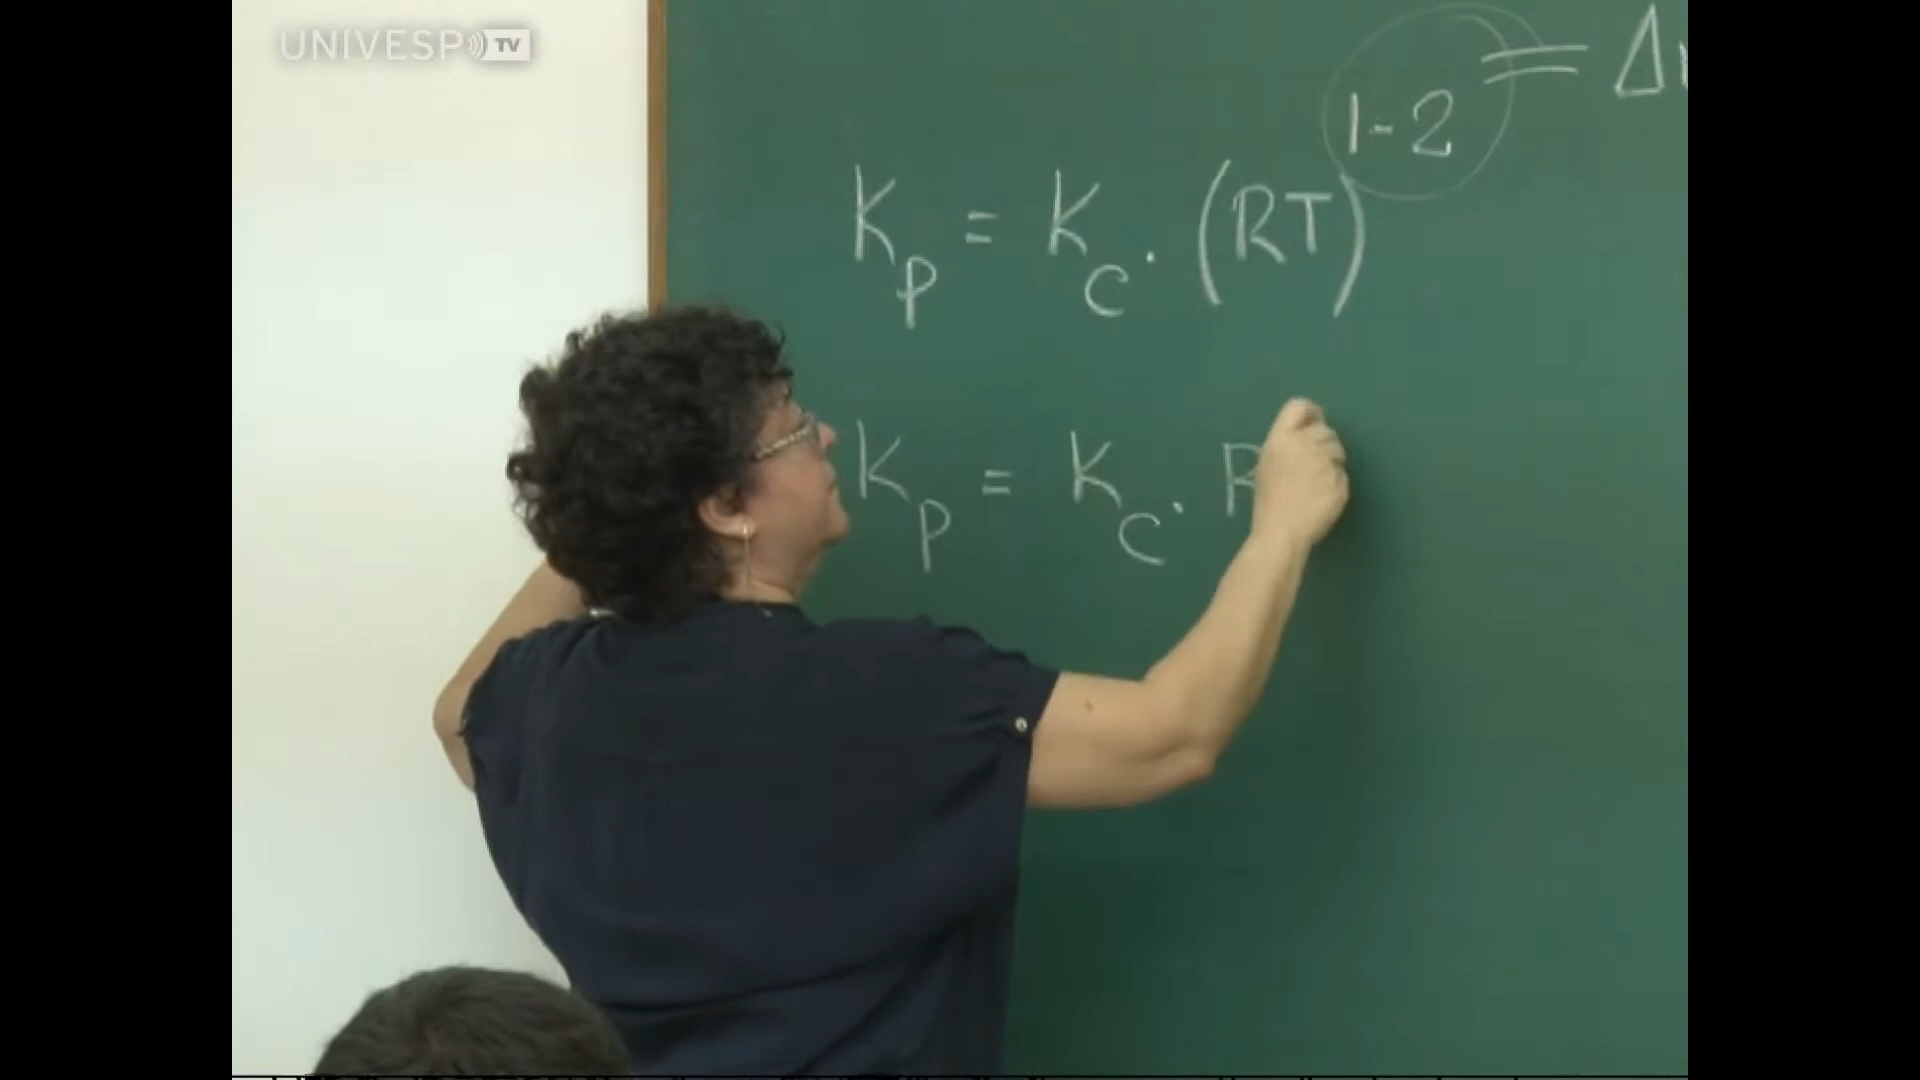 UNIVESP TV
1-2 = Δ
Kp = Kc . (RT)
Kp = Kc . R